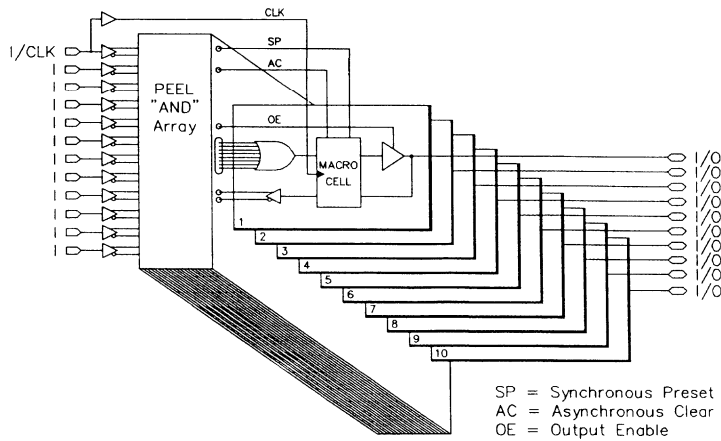 CLK
I/CLK
SP
I
AC
I
PEEL
"AND"
Array
I
I
I
I
I
I
I
I
I
OE
MACRO
CELL
1
2
3
4
5
6
7
8
9
10
I/O
I/O
I/O
I/O
I/O
I/O
I/O
I/O
I/O
I/O
SP = Synchronous Preset
AC = Asynchronous Clear
OE = Output Enable